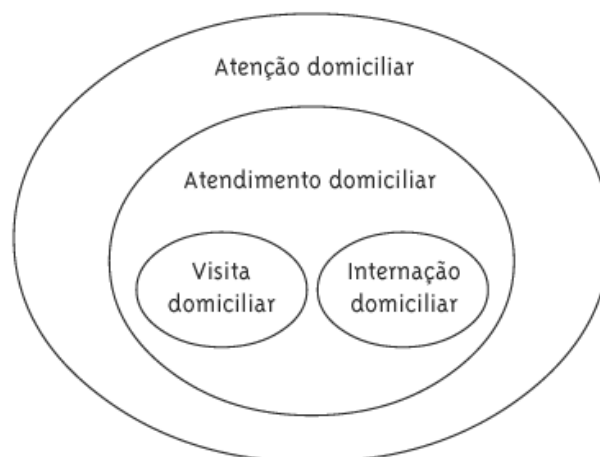 Atenção domiciliar
Atendimento domiciliar
Visita
domiciliar
Internação
domiciliar